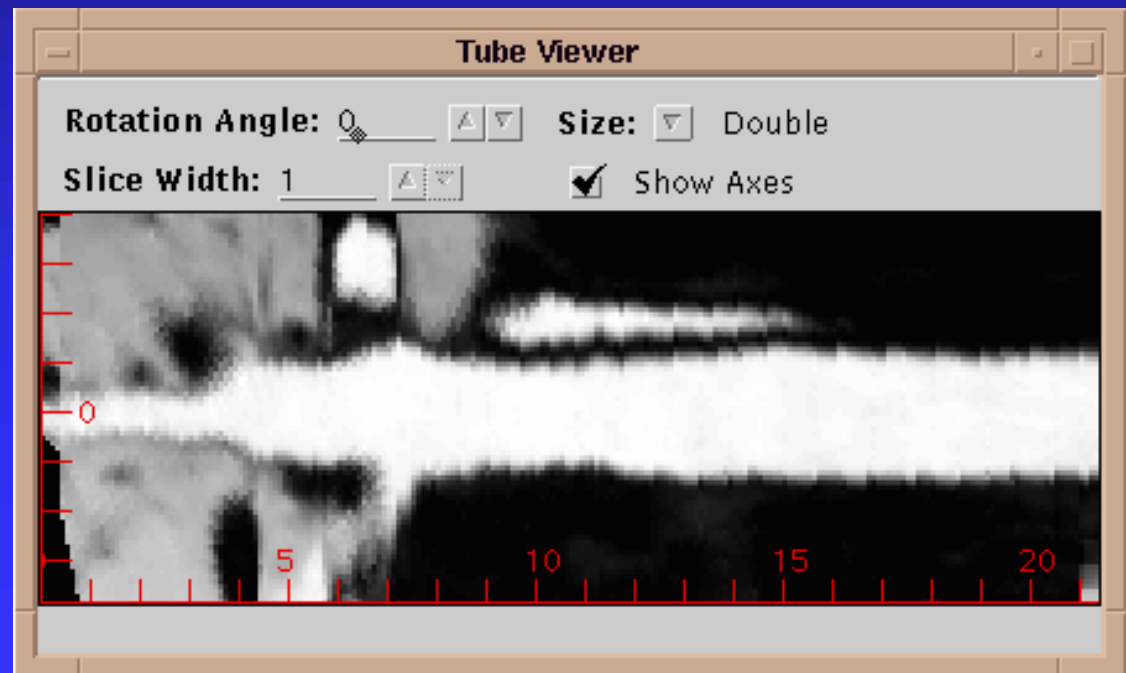 Tube Viewer
Rotation Angle: 0 Size: Double
Slice Width: 1 Show Axes
0
5 10 15 20